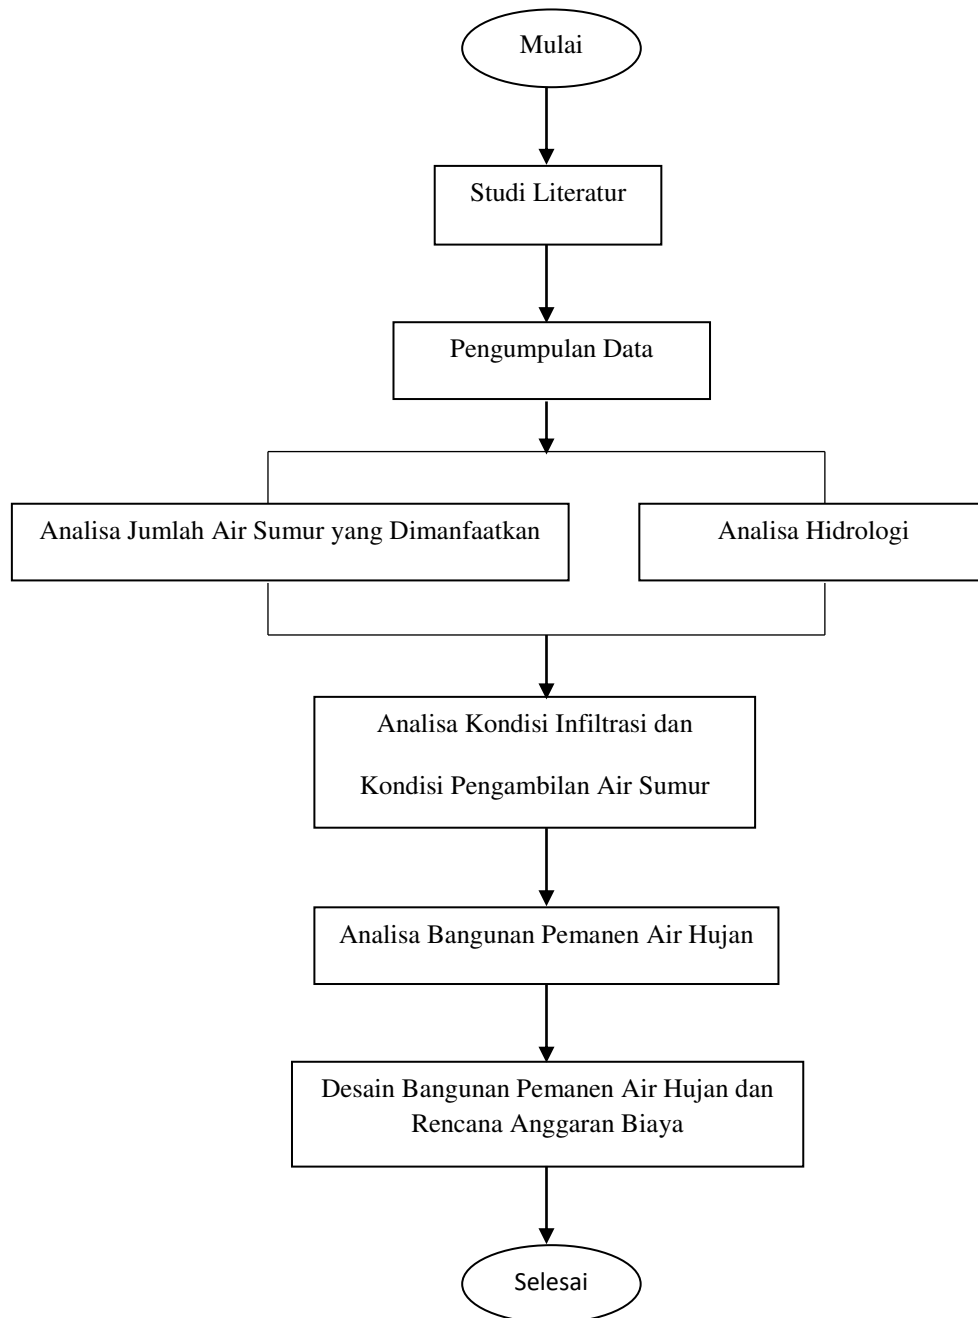 Mulai
Studi Literatur
Pengumpulan Data
Analisa Jumlah Air Sumur yang Dimanfaatkan
Analisa Hidrologi
Analisa Kondisi Infiltrasi dan
Kondisi Pengambilan Air Sumur
Analisa Bangunan Pemanen Air Hujan
Desain Bangunan Pemanen Air Hujan dan
Rencana Anggaran Biaya
Selesai